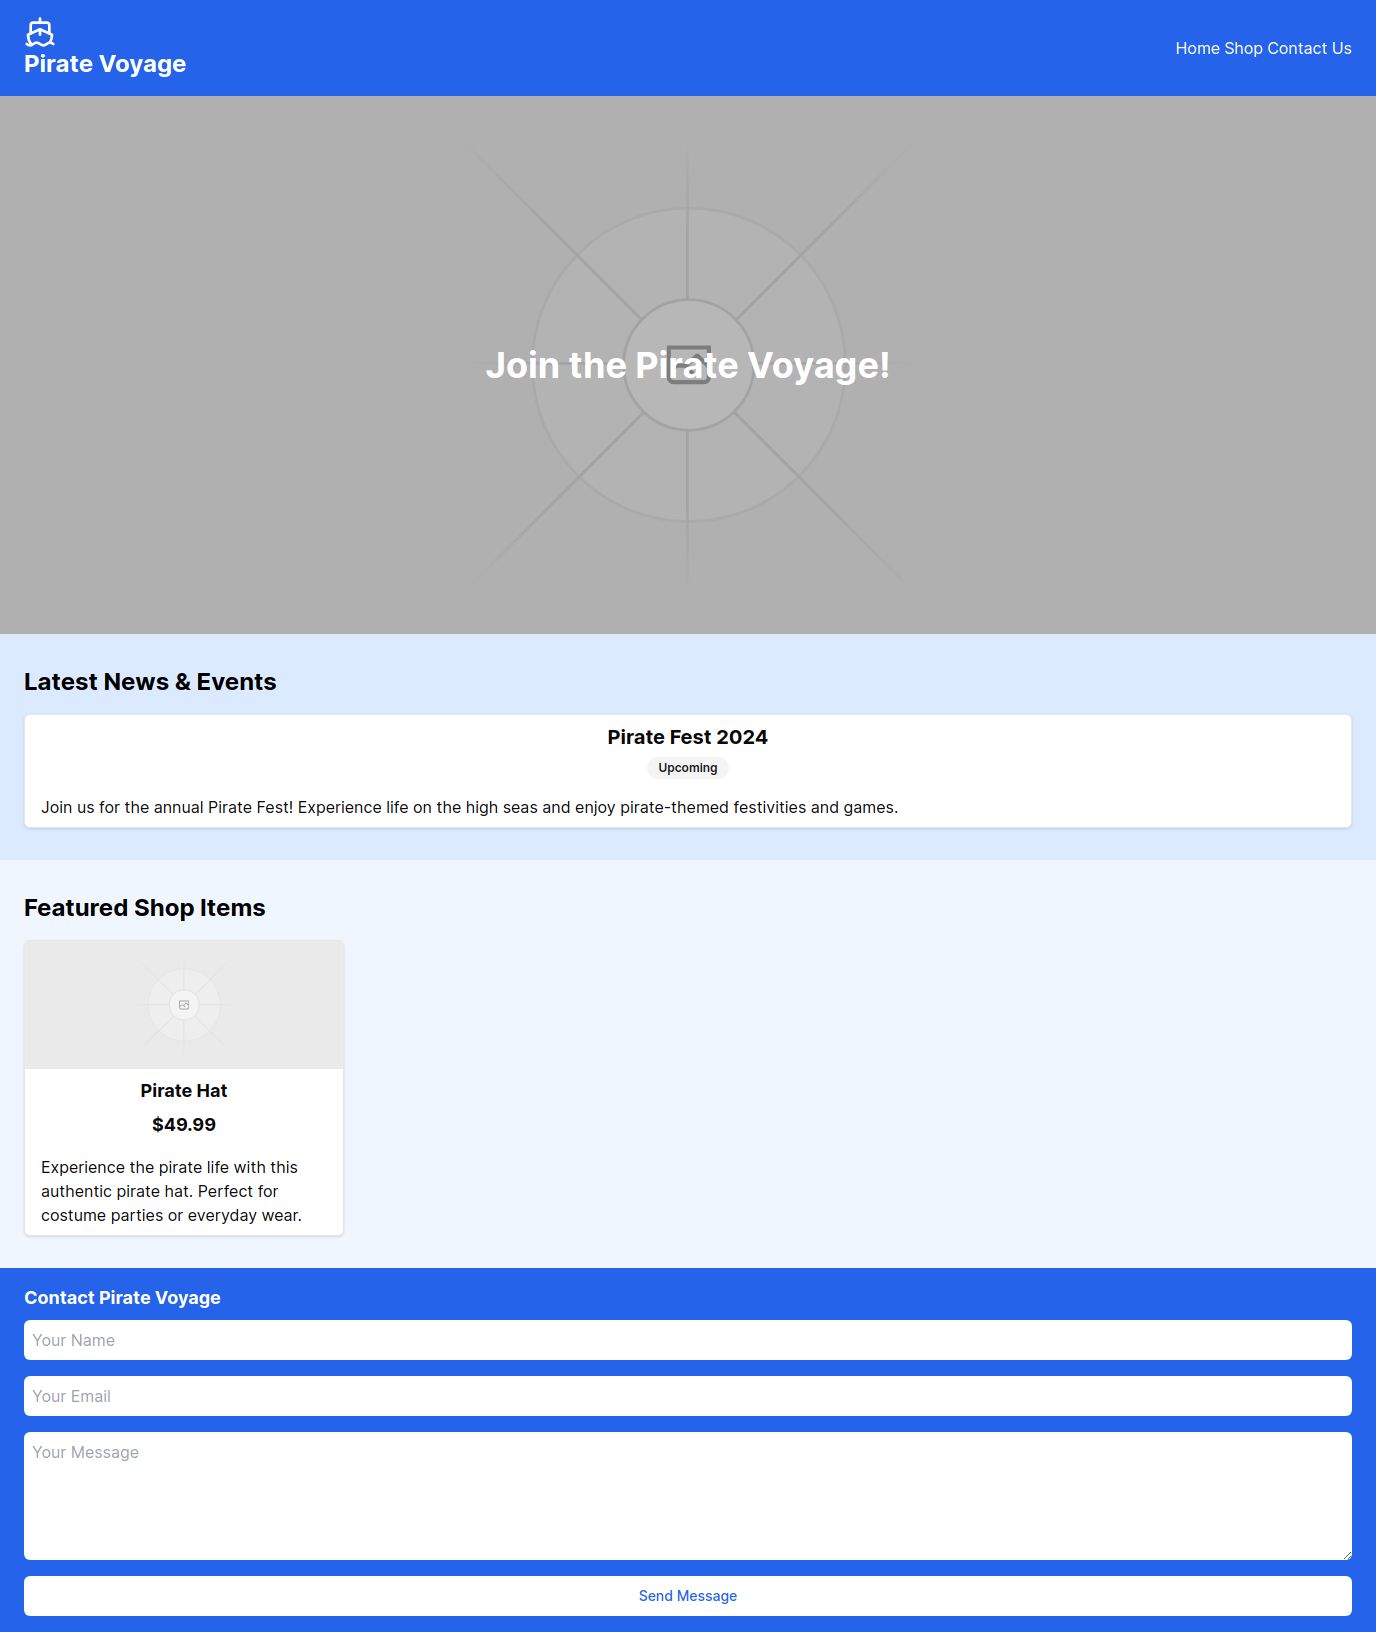 Pirate Voyage
Home Shop Contact Us
Join the Pirate Voyage!
Latest News & Events
Pirate Fest 2024
Upcoming
Join us for the annual Pirate Fest! Experience life on the high seas and enjoy pirate-themed festivities and games.
Featured Shop Items
Pirate Hat
$49.99
Experience the pirate life with this
authentic pirate hat. Perfect for
costume parties or everyday wear.
Contact Pirate Voyage
Your Name
Your Email
Your Message
Send Message